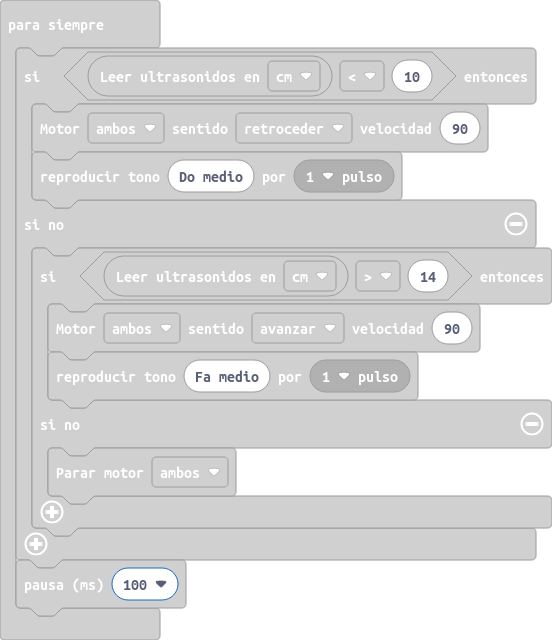 para siempre
si Leer ultrasonidos en cm < 10 entonces
Motor ambos sentido retroceder velocidad 90
reproducir tono Do medio por 1 pulso
si no
si Leer ultrasonidos en cm > 14 entonces
Motor ambos sentido avanzar velocidad 90
reproducir tono Fa medio por 1 pulso
si no
Parar motor ambos
pausa (ms) 100